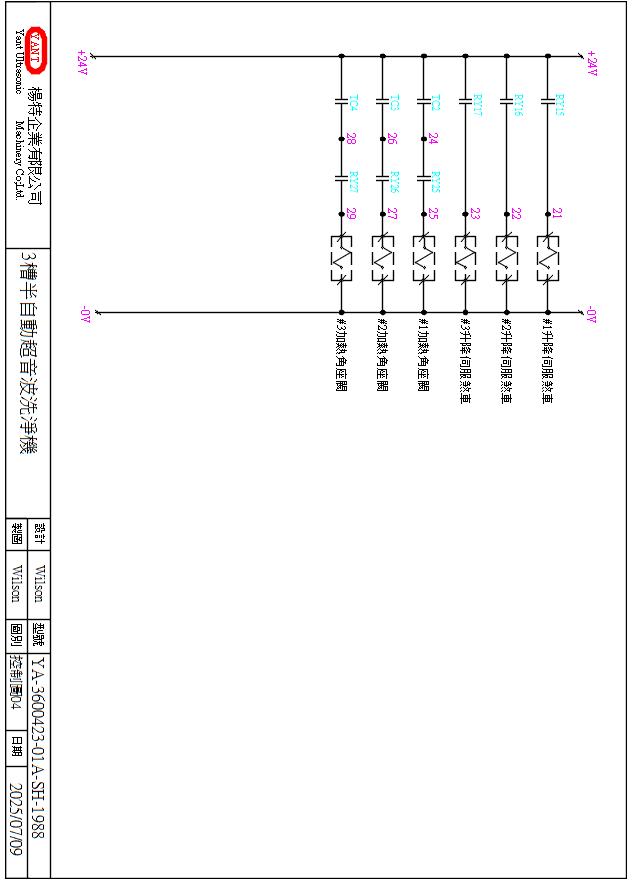 +24V
+24V
RY15
21
#1升降伺服煞車
RY16
22
#2升降伺服煞車
RY17
23
#3升降伺服煞車
TC2
24
RY25
25
#1加熱角座閥
TC3
26
RY26
27
#2加熱角座閥
TC4
28
RY27
29
#3加熱角座閥
-0V
-0V
YANT
楊特企業有限公司
Yant Ultrasonic Machinery Co;Ltd.
3槽半自動超音波洗淨機
設計 Wilson 型號 YA-3600423-01A-SH-1988
製圖 Wilson 圖別 控制圖04 日期 2025/07/09